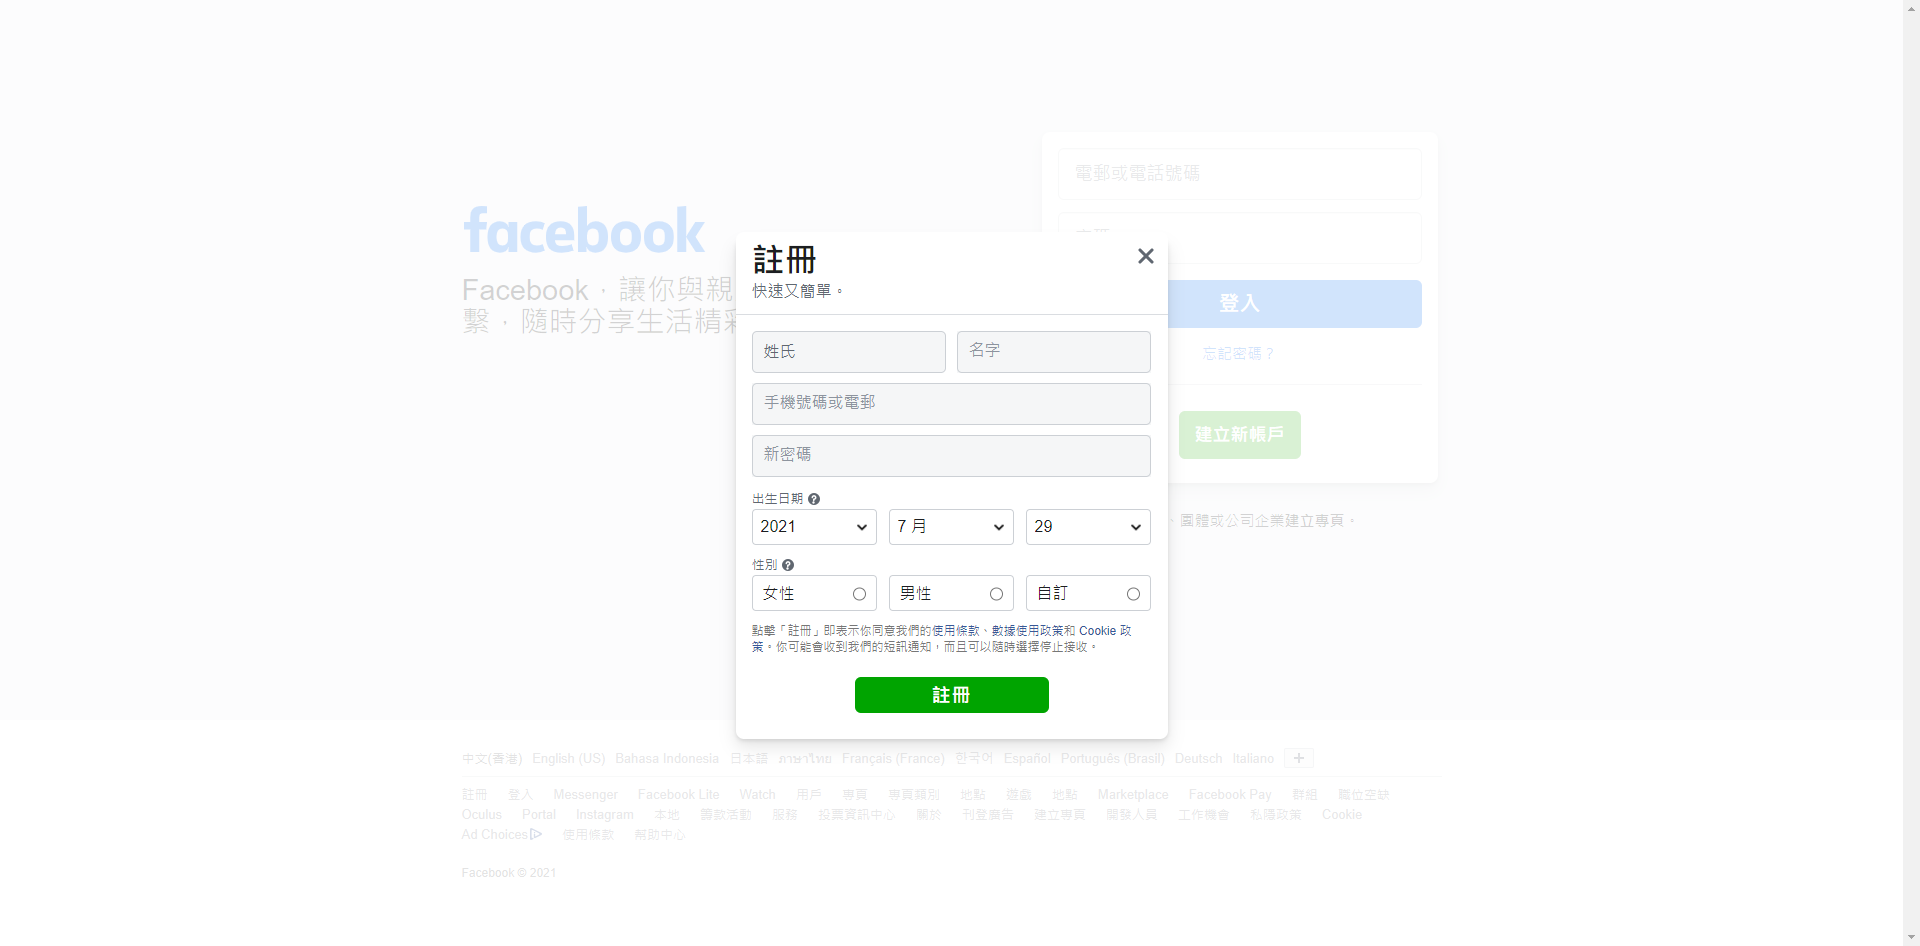 facebook
Facebook，讓你與親
繫，隨時分享生活精彩
電郵或電話號碼
登入
忘記密碼？
建立新帳戶
、團體或公司企業建立專頁。
註冊
快速又簡單。
姓氏
名字
手機號碼或電郵
新密碼
出生日期
2021
7 月
29
性別
女性
男性
自訂
點擊「註冊」即表示你同意我們的使用條款、數據使用政策和 Cookie 政
策。你可能會收到我們的短訊通知，而且可以隨時選擇停止接收。
註冊
中文(香港) English (US) Bahasa Indonesia 日本語 ภาษาไทย Français (France) 한국어 Español Português (Brasil) Deutsch Italiano
註冊 登入 Messenger Facebook Lite Watch 用戶 專頁 專頁類別 地點 遊戲 地點 Marketplace Facebook Pay 群組 職位空缺
Oculus Portal Instagram 本地 籌款活動 服務 投票資訊中心 關於 刊登廣告 建立專頁 開發人員 工作機會 私隱政策 Cookie
Ad Choices 使用條款 幫助中心
Facebook © 2021